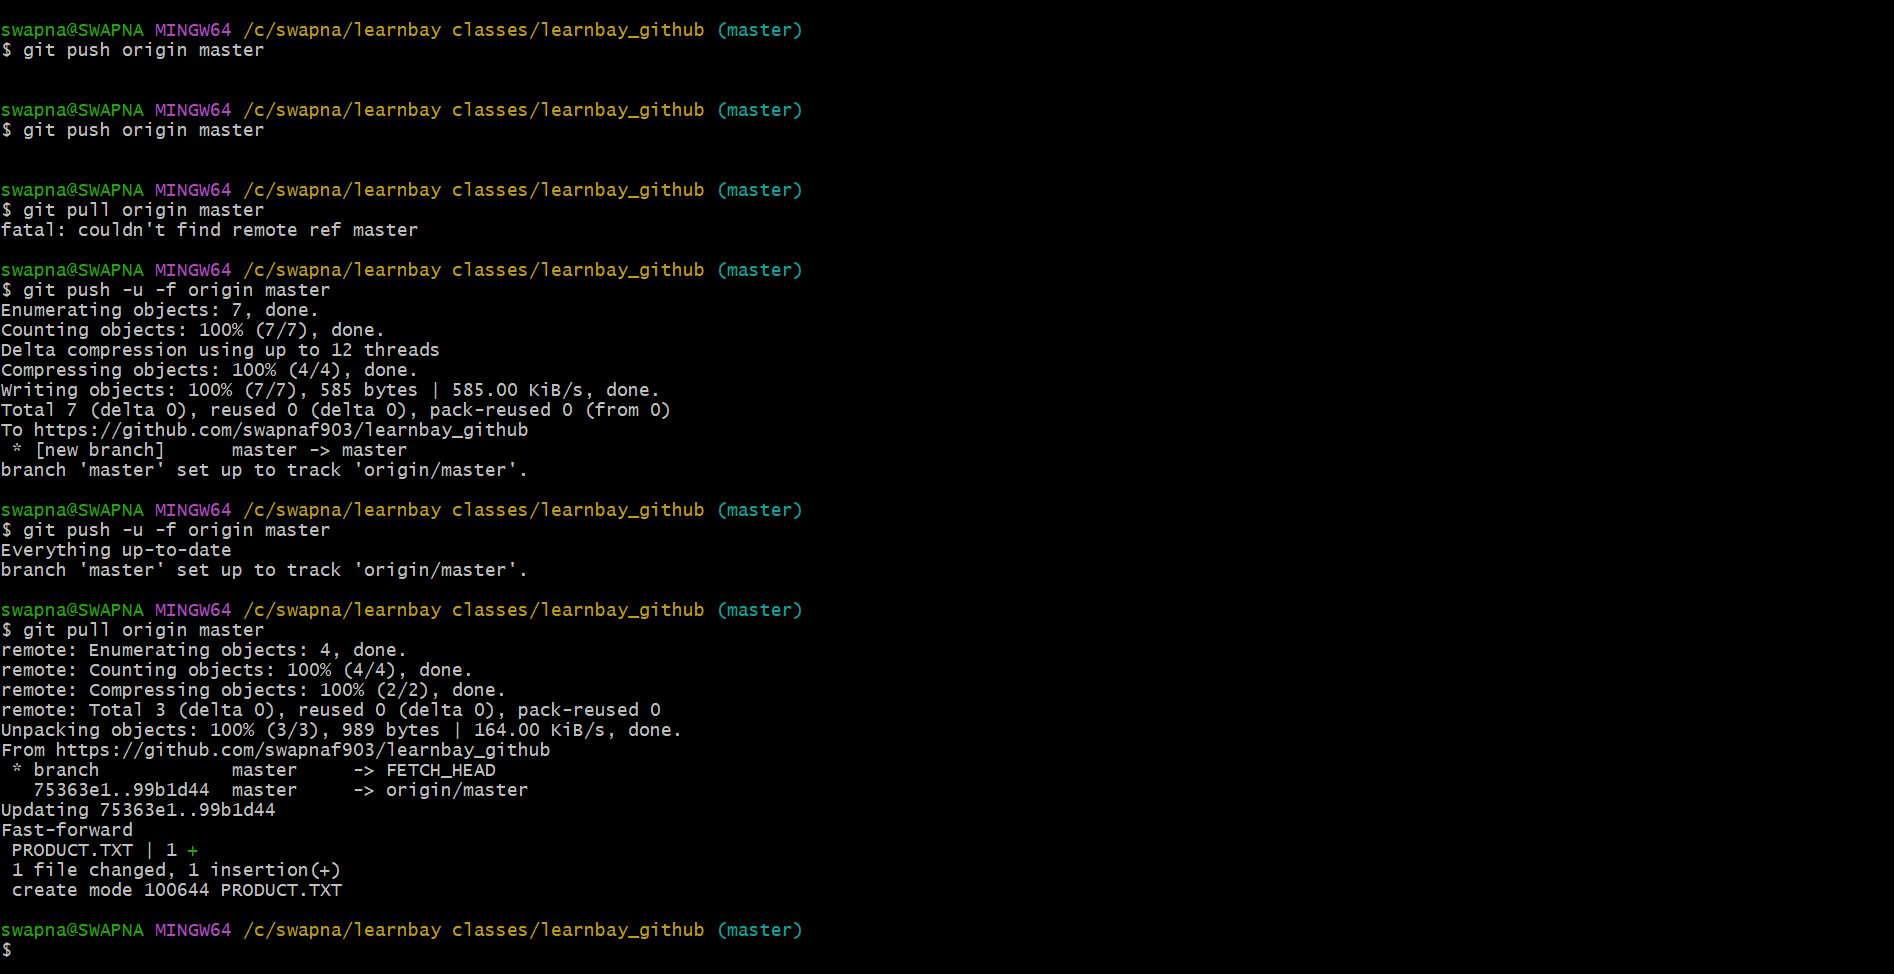 swapna@SWAPNA MINGW64 /c/swapna/learnbay classes/learnbay_github (master)
$ git push origin master
swapna@SWAPNA MINGW64 /c/swapna/learnbay classes/learnbay_github (master)
$ git push origin master
swapna@SWAPNA MINGW64 /c/swapna/learnbay classes/learnbay_github (master)
$ git pull origin master
fatal: couldn't find remote ref master
swapna@SWAPNA MINGW64 /c/swapna/learnbay classes/learnbay_github (master)
$ git push -u -f origin master
Enumerating objects: 7, done.
Counting objects: 100% (7/7), done.
Delta compression using up to 12 threads
Compressing objects: 100% (4/4), done.
Writing objects: 100% (7/7), 585 bytes | 585.00 KiB/s, done.
Total 7 (delta 0), reused 0 (delta 0), pack-reused 0 (from 0)
To https://github.com/swapnaf903/learnbay_github
 * [new branch]      master -> master
branch 'master' set up to track 'origin/master'.
swapna@SWAPNA MINGW64 /c/swapna/learnbay classes/learnbay_github (master)
$ git push -u -f origin master
Everything up-to-date
branch 'master' set up to track 'origin/master'.
swapna@SWAPNA MINGW64 /c/swapna/learnbay classes/learnbay_github (master)
$ git pull origin master
remote: Enumerating objects: 4, done.
remote: Counting objects: 100% (4/4), done.
remote: Compressing objects: 100% (2/2), done.
remote: Total 3 (delta 0), reused 0 (delta 0), pack-reused 0
Unpacking objects: 100% (3/3), 989 bytes | 164.00 KiB/s, done.
From https://github.com/swapnaf903/learnbay_github
 * branch            master     -> FETCH_HEAD
   75363e1..99b1d44  master     -> origin/master
Updating 75363e1..99b1d44
Fast-forward
 PRODUCT.TXT | 1 +
 1 file changed, 1 insertion(+)
 create mode 100644 PRODUCT.TXT
swapna@SWAPNA MINGW64 /c/swapna/learnbay classes/learnbay_github (master)
$